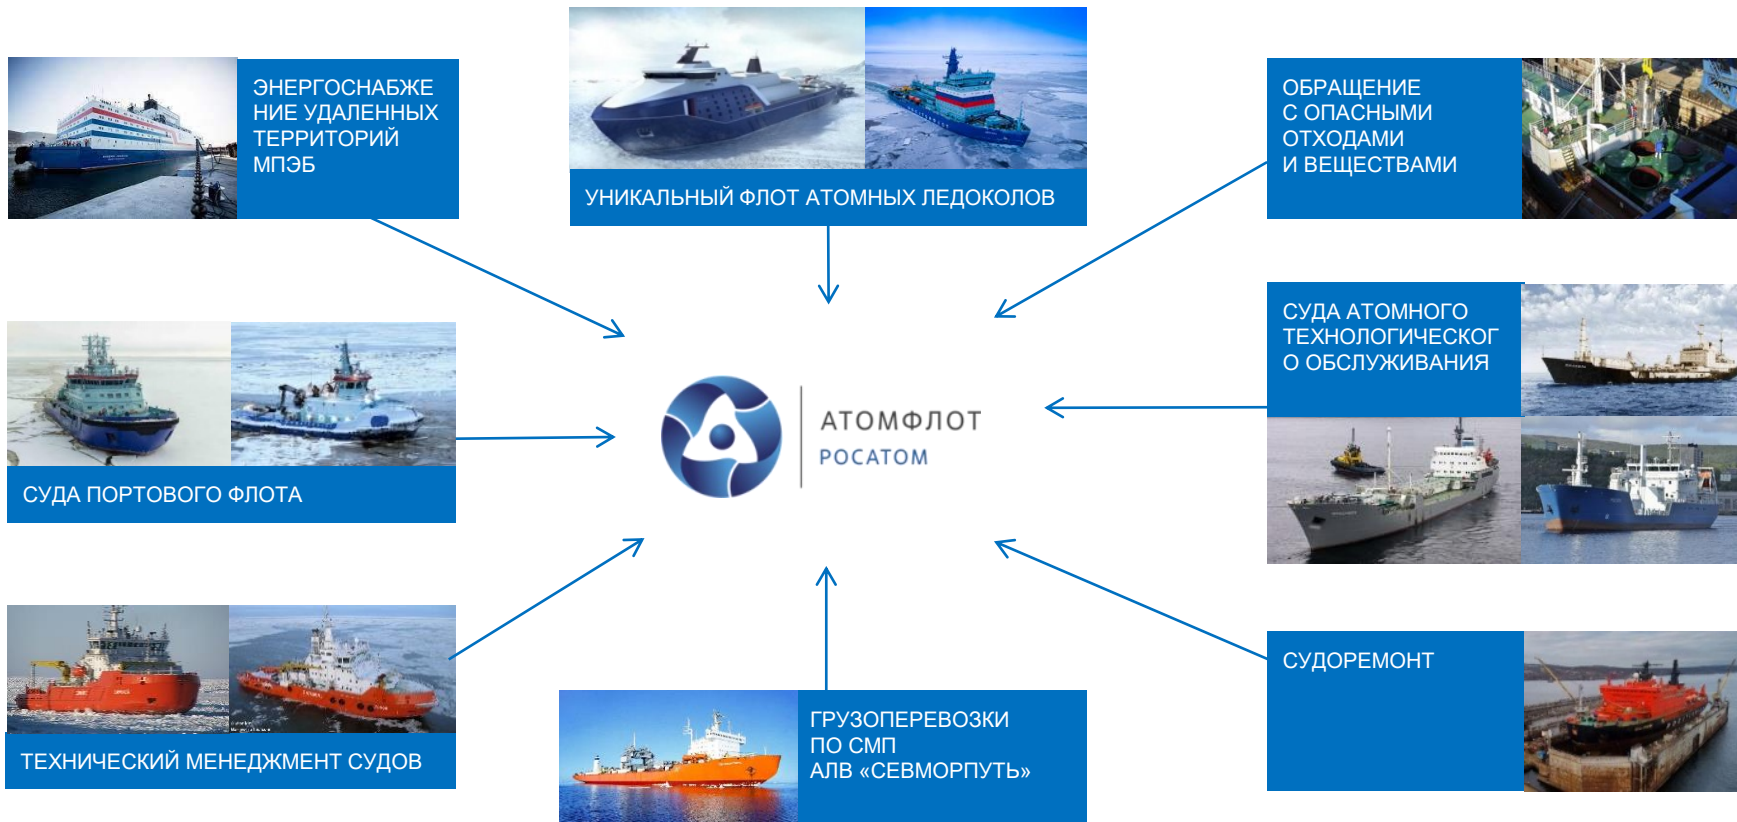 ЭНЕРГОСНАБЖЕ
НИЕ УДАЛЕННЫХ
ТЕРРИТОРИЙ
МПЭБ
УНИКАЛЬНЫЙ ФЛОТ АТОМНЫХ ЛЕДОКОЛОВ
ОБРАЩЕНИЕ
С ОПАСНЫМИ
ОТХОДАМИ
И ВЕЩЕСТВАМИ
СУДА ПОРТОВОГО ФЛОТА
АТОМФЛОТ
РОСАТОМ
СУДА АТОМНОГО
ТЕХНОЛОГИЧЕСКОГ
О ОБСЛУЖИВАНИЯ
ТЕХНИЧЕСКИЙ МЕНЕДЖМЕНТ СУДОВ
ГРУЗОПЕРЕВОЗКИ
ПО СМП
АЛВ «СЕВМОРПУТЬ»
СУДОРЕМОНТ